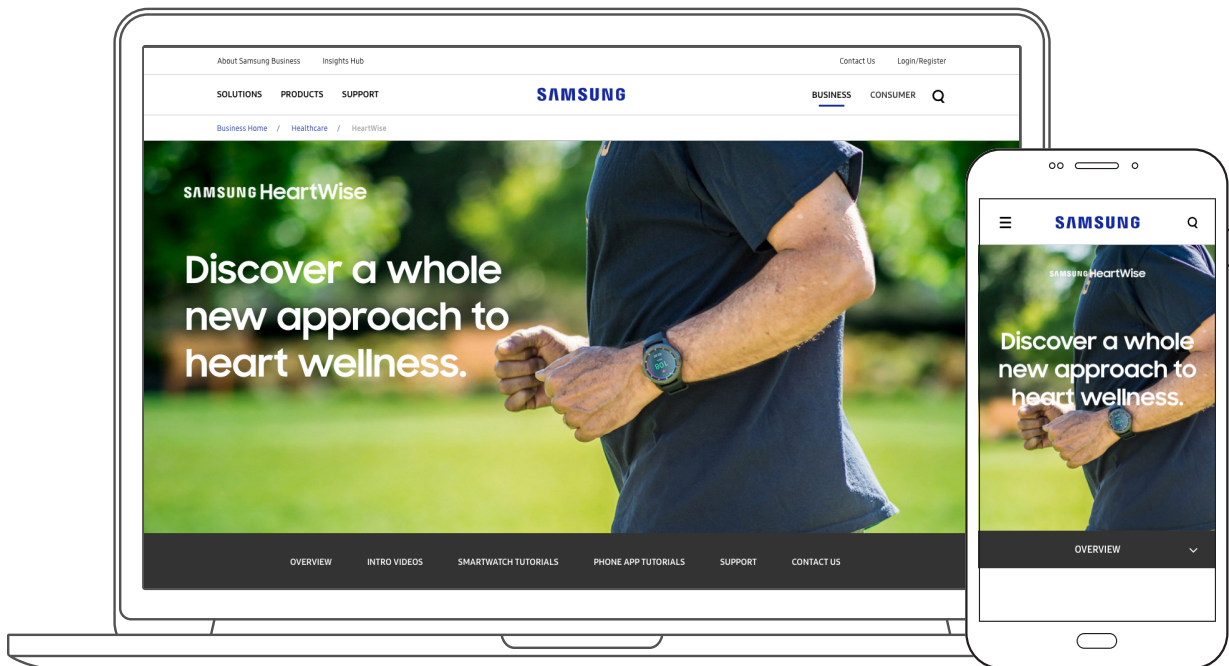 About Samsung Business Insights Hub Contact Us Login/Register
SOLUTIONS PRODUCTS SUPPORT SAMSUNG BUSINESS CONSUMER
Business Home / Healthcare / HeartWise
SAMSUNG HeartWise
Discover a whole
new approach to
heart wellness.
108
OVERVIEW INTRO VIDEOS SMARTWATCH TUTORIALS PHONE APP TUTORIALS SUPPORT CONTACT US
SAMSUNG
SAMSUNG HeartWise
Discover a whole
new approach to
heart wellness.
OVERVIEW